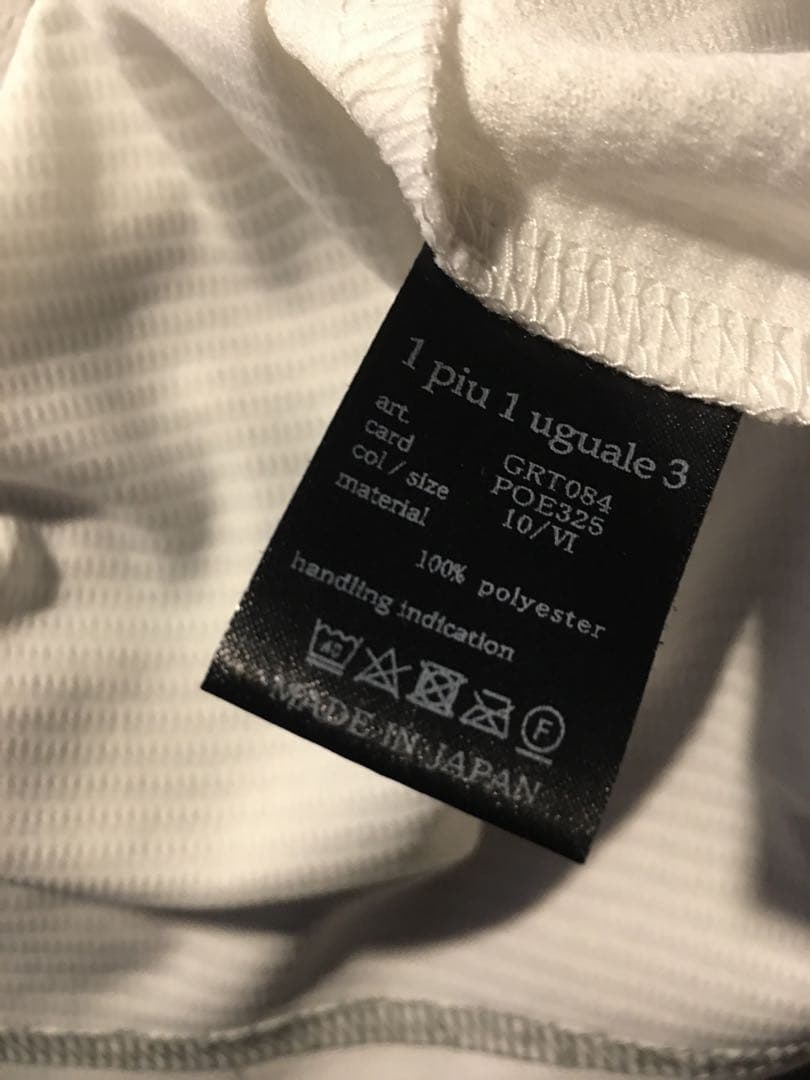 1 piu 1 uguale 3
art. GRT084
card POE325
col / size 10/VI
material
100% polyester
handling indication
40 F
MADE IN JAPAN